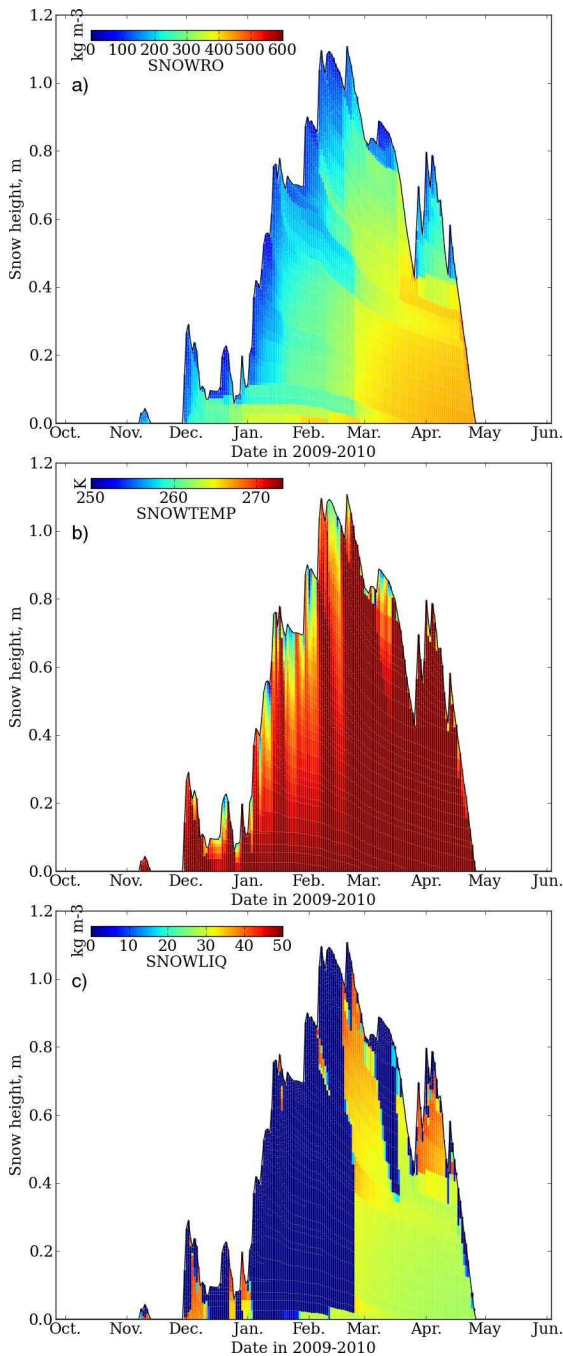 1.2
kg m-3
0 100 200 300 400 500 600
SNOWRO
a)
1.0
0.8
0.6
0.4
0.2
0.0
Snow height, m
Oct. Nov. Dec. Jan. Feb. Mar. Apr. May Jun.
Date in 2009-2010
1.2
K
250 260 270
SNOWTEMP
b)
1.0
0.8
0.6
0.4
0.2
0.0
Snow height, m
Oct. Nov. Dec. Jan. Feb. Mar. Apr. May Jun.
Date in 2009-2010
1.2
kg m-3
0 10 20 30 40 50
SNOWLIQ
c)
1.0
0.8
0.6
0.4
0.2
0.0
Snow height, m
Oct. Nov. Dec. Jan. Feb. Mar. Apr. May Jun.
Date in 2009-2010